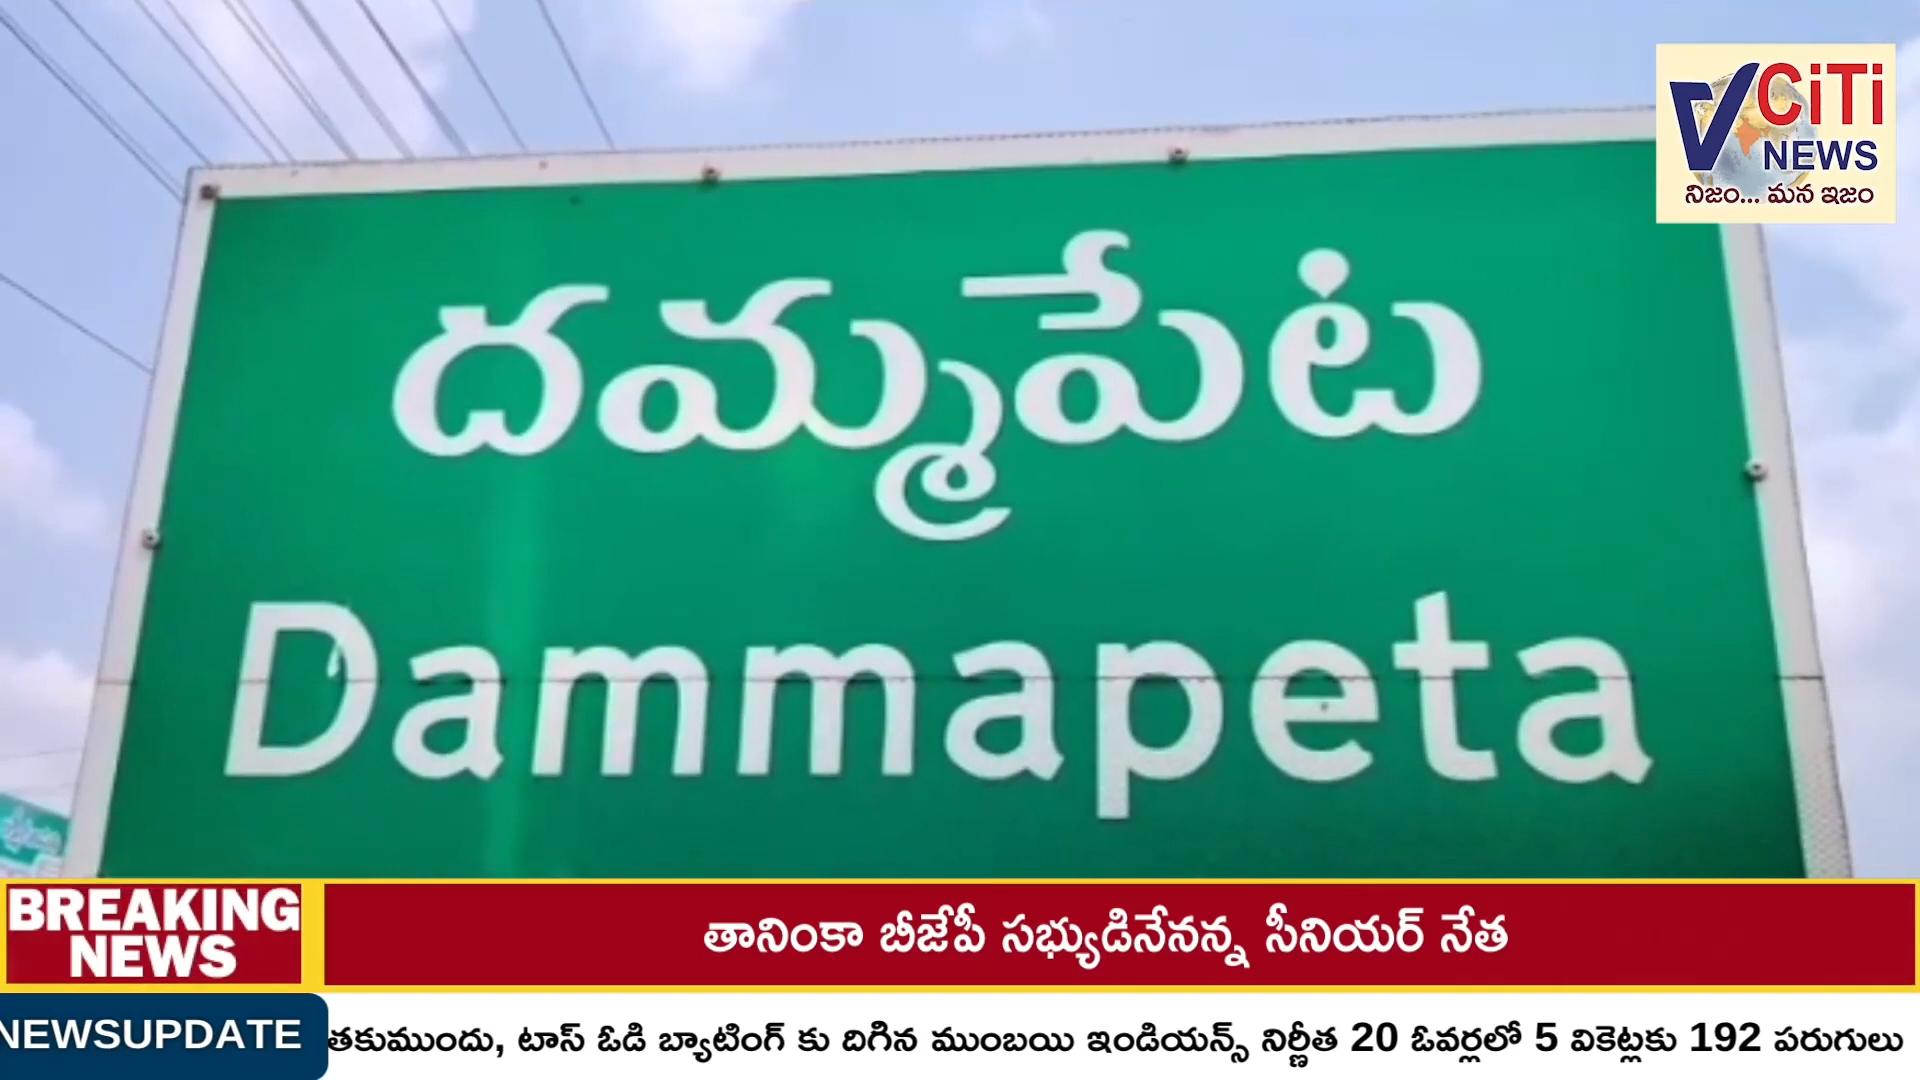 VCiTi
NEWS
నిజం... మన ఇజం
దమ్మపేట
Dammapeta
BREAKING
NEWS
తానింకా బీజేపీ సభ్యుడినేనన్న సీనియర్ నేత
NEWSUPDATE
తకుముందు, టాస్ ఓడి బ్యాటింగ్ కు దిగిన ముంబయి ఇండియన్స్ నిర్ణీత 20 ఓవర్లలో 5 వికెట్లకు 192 పరుగులు